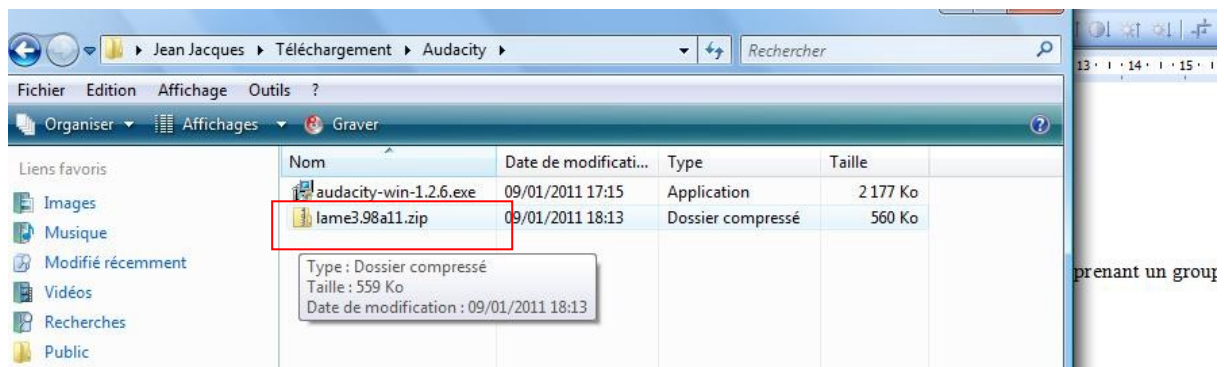 Jean Jacques Téléchargement Audacity Rechercher
13 · 14 · 15 ·
Fichier Edition Affichage Outils ?
Organiser Affichages Graver
Liens favoris
Images
Musique
Modifié récemment
Vidéos
Recherches
Public
Nom Date de modificati... Type Taille
audacity-win-1.2.6.exe 09/01/2011 17:15 Application 2 177 Ko
lame3.98a11.zip 09/01/2011 18:13 Dossier compressé 560 Ko
Type : Dossier compressé
Taille : 559 Ko
Date de modification : 09/01/2011 18:13
prenant un group